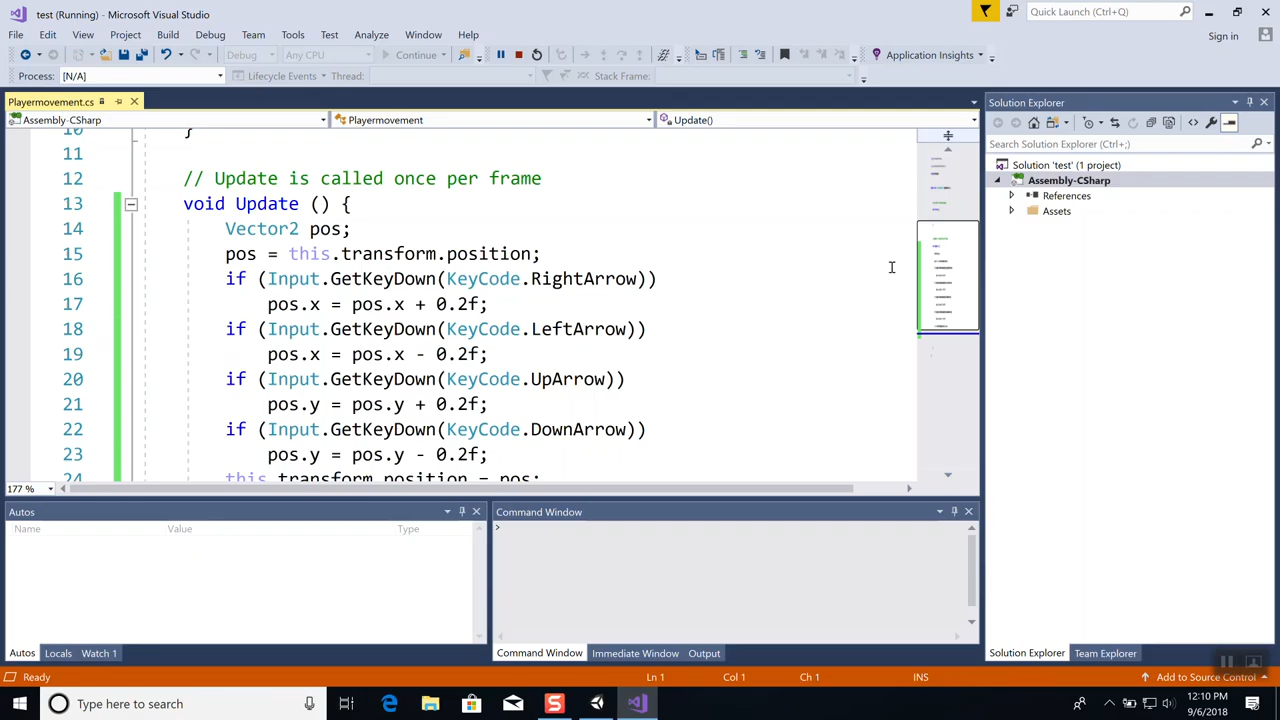 test (Running) - Microsoft Visual Studio
Quick Launch (Ctrl+Q)
File Edit View Project Build Debug Team Tools Test Analyze Window Help
Sign in
Debug Any CPU Continue Application Insights
Process: [N/A] Lifecycle Events Thread: Stack Frame:
Playermovement.cs
Solution Explorer
Assembly-CSharp Playermovement Update()
Search Solution Explorer (Ctrl+;)
Solution 'test' (1 project)
Assembly-CSharp
References
Assets
10 }
11
12 // Update is called once per frame
13 void Update () {
14 Vector2 pos;
15 pos = this.transform.position;
16 if (Input.GetKeyDown(KeyCode.RightArrow))
17 pos.x = pos.x + 0.2f;
18 if (Input.GetKeyDown(KeyCode.LeftArrow))
19 pos.x = pos.x - 0.2f;
20 if (Input.GetKeyDown(KeyCode.UpArrow))
21 pos.y = pos.y + 0.2f;
22 if (Input.GetKeyDown(KeyCode.DownArrow))
23 pos.y = pos.y - 0.2f;
24 this.transform.position = pos;
177 %
Autos
Name Value Type
Command Window
>
Autos Locals Watch 1
Command Window Immediate Window Output
Solution Explorer Team Explorer
Ready Ln 1 Col 1 Ch 1 INS Add to Source Control
Type here to search
12:10 PM
9/6/2018